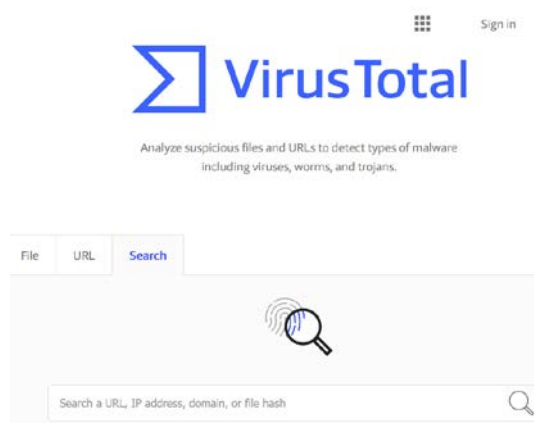 Sign in
VirusTotal
Analyze suspicious files and URLs to detect types of malware
including viruses, worms, and trojans.
File URL Search
Search a URL, IP address, domain, or file hash